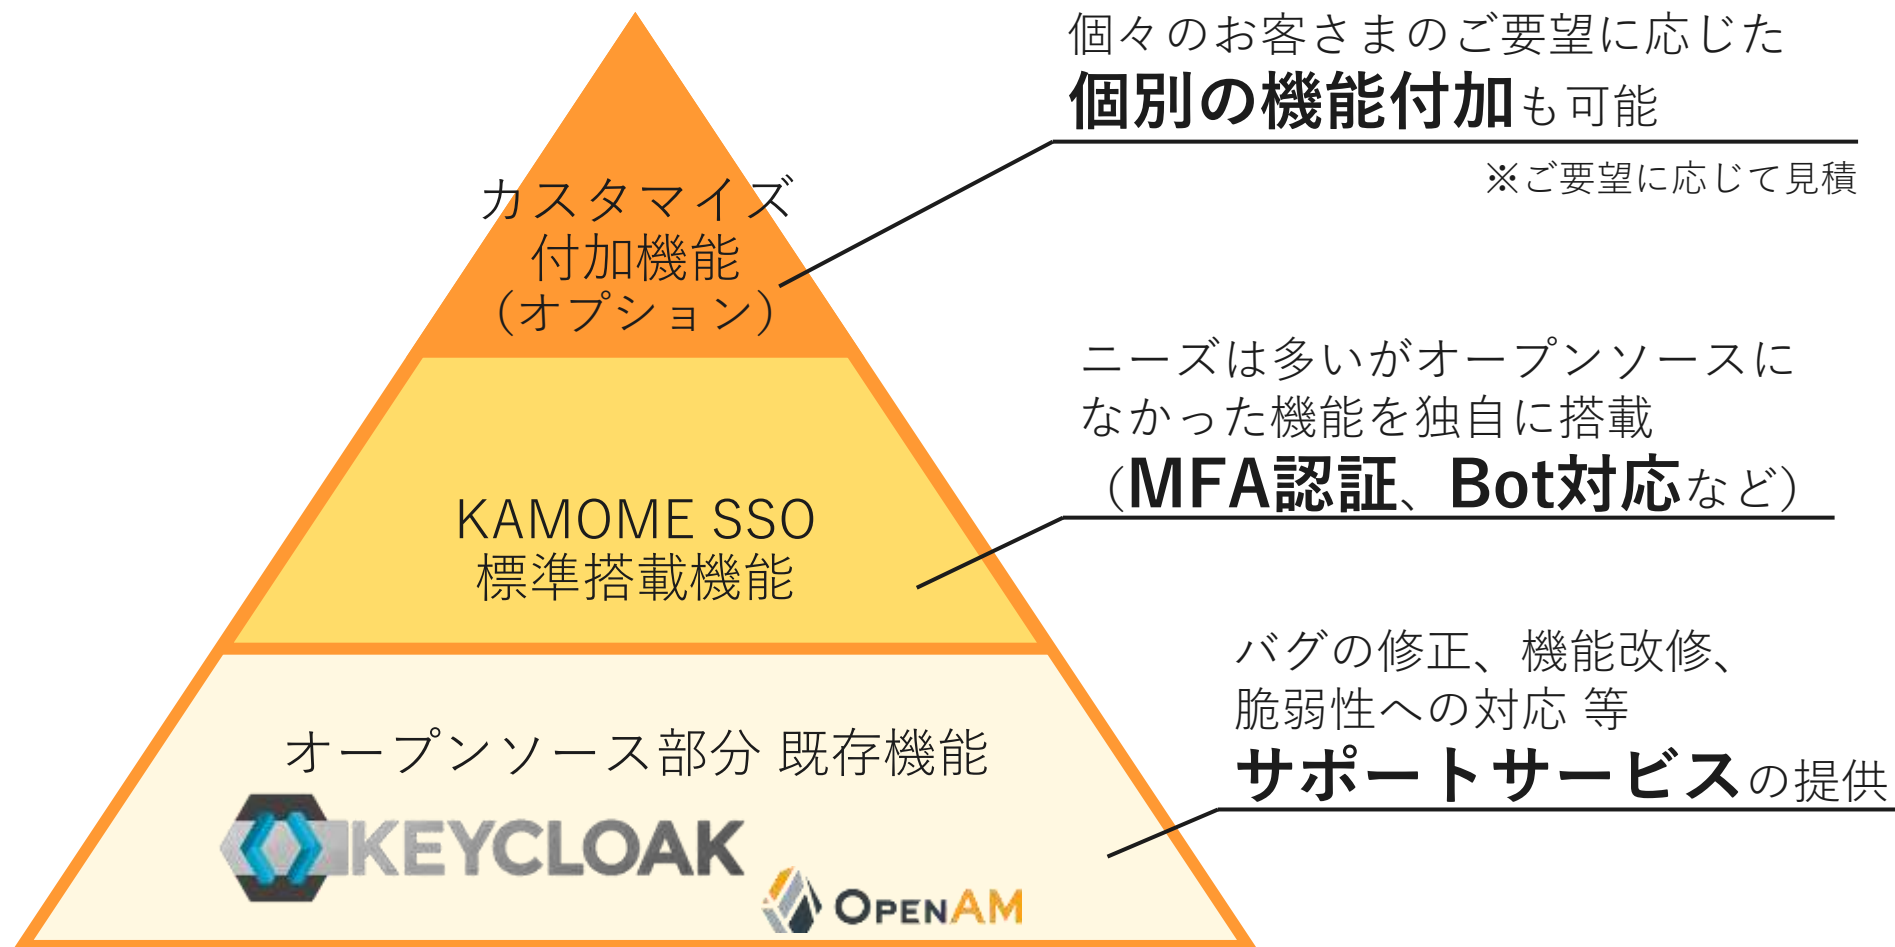 個々のお客さまのご要望に応じた
個別の機能付加も可能
※ご要望に応じて見積
カスタマイズ
付加機能
（オプション）
ニーズは多いがオープンソースに
なかった機能を独自に搭載
（MFA認証、Bot対応など）
KAMOME SSO
標準搭載機能
バグの修正、機能改修、
脆弱性への対応 等
サポートサービスの提供
オープンソース部分 既存機能
KEYCLOAK
OPENAM